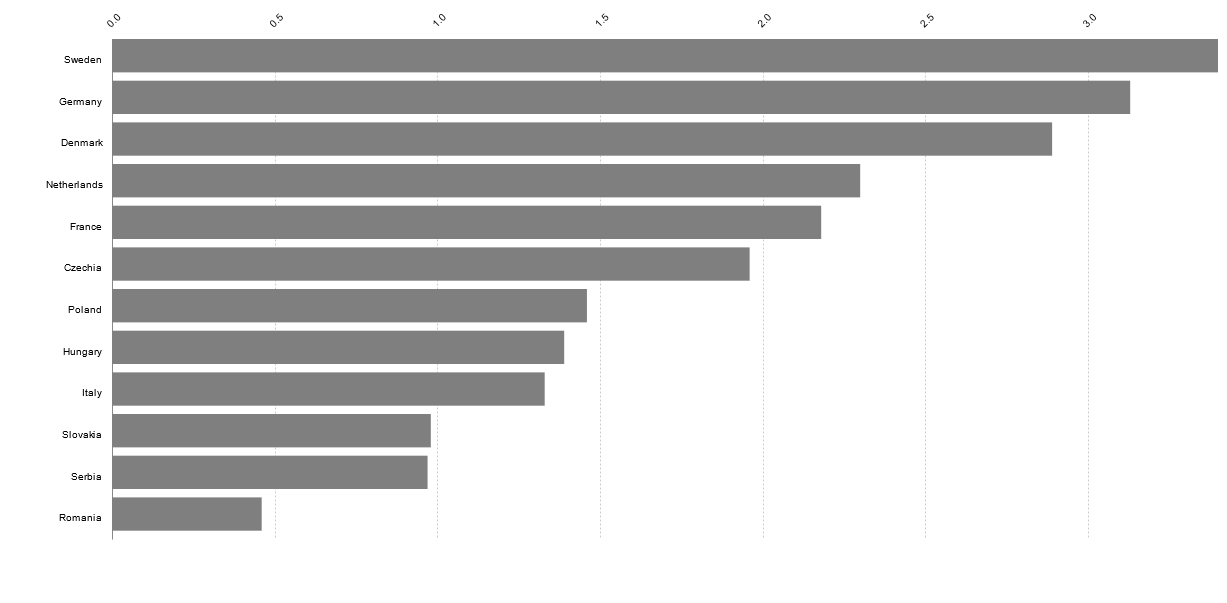 0.0
0.5
1.0
1.5
2.0
2.5
3.0
Sweden
Germany
Denmark
Netherlands
France
Czechia
Poland
Hungary
Italy
Slovakia
Serbia
Romania